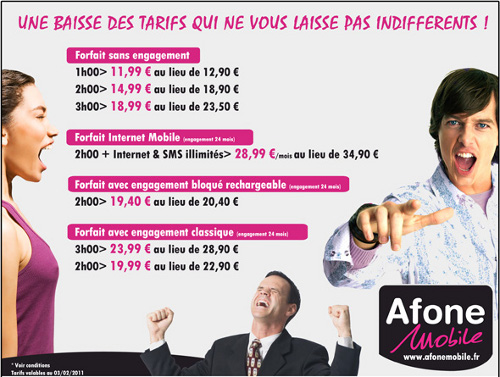 UNE BAISSE DES TARIFS QUI NE VOUS LAISSE PAS INDIFFERENTS !
Forfait sans engagement
1h00> 11,99 € au lieu de 12,90 €
2h00> 14,99 € au lieu de 18,90 €
3h00> 18,99 € au lieu de 23,50 €
Forfait Internet Mobile (engagement 24 mois)
2h00 + Internet & SMS illimités> 28,99 €/mois au lieu de 34,90 €
Forfait avec engagement bloqué rechargeable (engagement 24 mois)
2h00> 19,40 € au lieu de 20,40 €
Forfait avec engagement classique (engagement 24 mois)
3h00> 23,99 € au lieu de 28,90 €
2h00> 19,99 € au lieu de 22,90 €
Afone
Mobile
www.afonemobile.fr
* Voir conditions
Tarifs valables au 03/02/2011